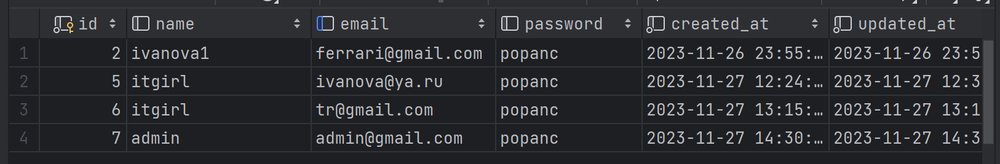 id name email password created_at updated_at
1 2 ivanova1 ferrari@gmail.com popanc 2023-11-26 23:55:… 2023-11-26 23:5
2 5 itgirl ivanova@ya.ru popanc 2023-11-27 12:24:… 2023-11-27 12:3
3 6 itgirl tr@gmail.com popanc 2023-11-27 13:15:… 2023-11-27 13:1
4 7 admin admin@gmail.com popanc 2023-11-27 14:30:… 2023-11-27 14:3